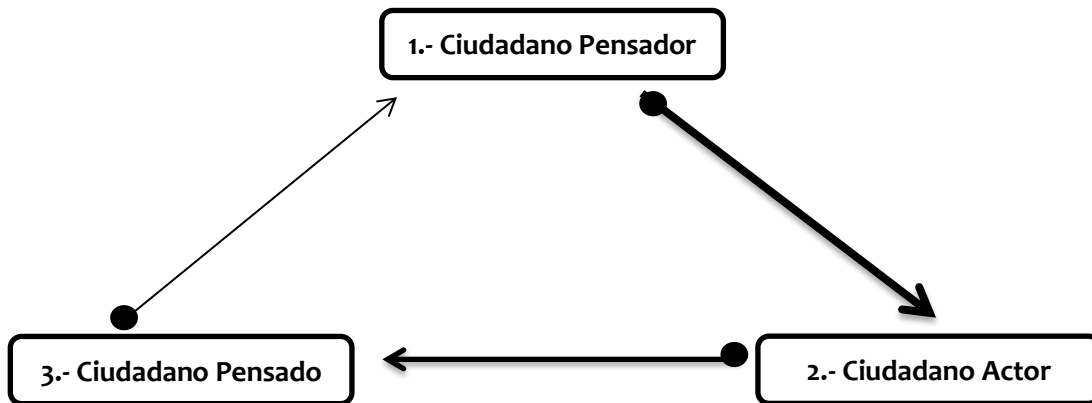 1.- Ciudadano Pensador
3.- Ciudadano Pensado
2.- Ciudadano Actor